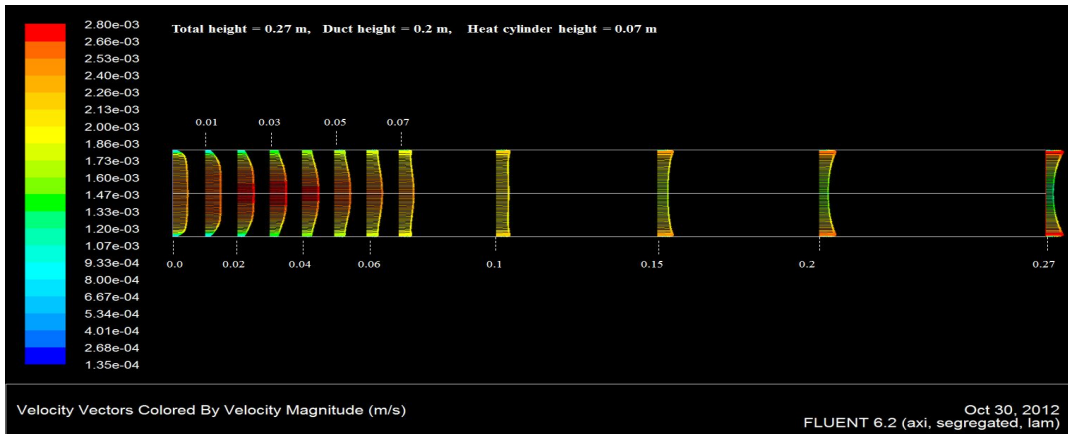 2.80e-03
2.66e-03
2.53e-03
2.40e-03
2.26e-03
2.13e-03
2.00e-03
1.86e-03
1.73e-03
1.60e-03
1.47e-03
1.33e-03
1.20e-03
1.07e-03
9.33e-04
8.00e-04
6.67e-04
5.34e-04
4.01e-04
2.68e-04
1.35e-04
Total height = 0.27 m, Duct height = 0.2 m, Heat cylinder height = 0.07 m
0.01 0.03 0.05 0.07
0.0 0.02 0.04 0.06 0.1 0.15 0.2 0.27
Velocity Vectors Colored By Velocity Magnitude (m/s)
Oct 30, 2012
FLUENT 6.2 (axi, segregated, lam)